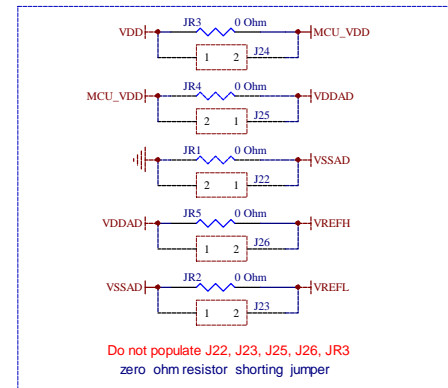 JR3 0 Ohm
VDD MCU_VDD
1 2 J24
JR4 0 Ohm
MCU_VDD VDDAD
2 1 J25
JR1 0 Ohm
VSSAD
2 1 J22
JR5 0 Ohm
VDDAD VREFH
1 2 J26
JR2 0 Ohm
VSSAD VREFL
1 2 J23
Do not populate J22, J23, J25, J26, JR3
zero ohm resistor shorting jumper